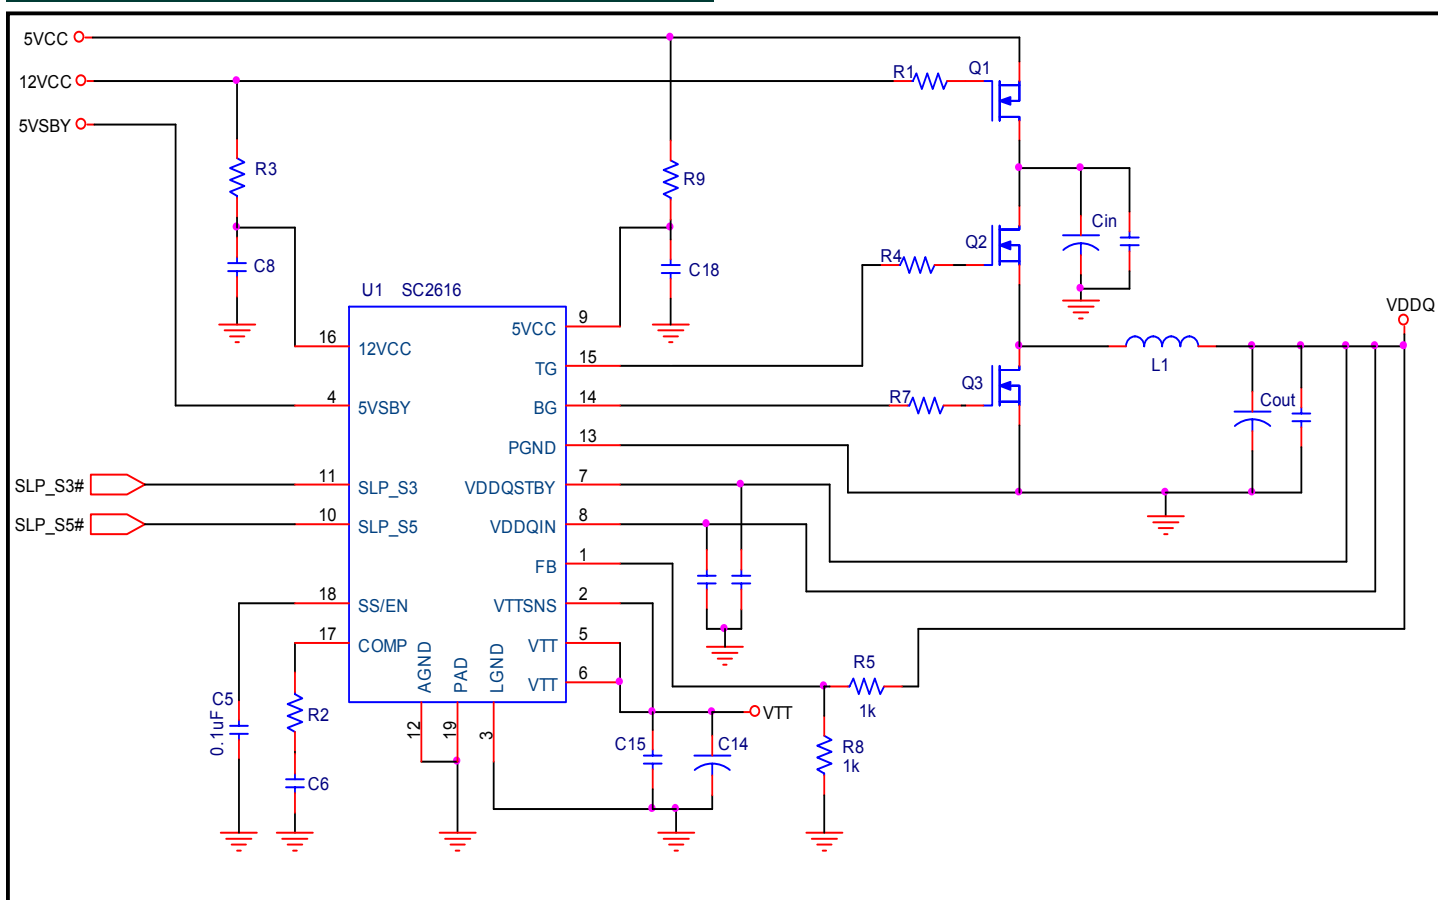 5VCC
12VCC
5VSBY
R1
Q1
R3
R9
C8
C18
R4
Q2
Cin
U1 SC2616
VDDQ
L1
R7
Q3
Cout
16 12VCC
4 5VSBY
11 SLP_S3
10 SLP_S5
18 SS/EN
17 COMP
5VCC 9
TG 15
BG 14
PGND 13
VDDQSTBY 7
VDDQIN 8
FB 1
VTTSNS 2
VTT 5
VTT 6
AGND 12
PAD 19
LGND 3
SLP_S3#
SLP_S5#
C5
0.1uF
R2
C6
C15
C14
VTT
R5
1k
R8
1k